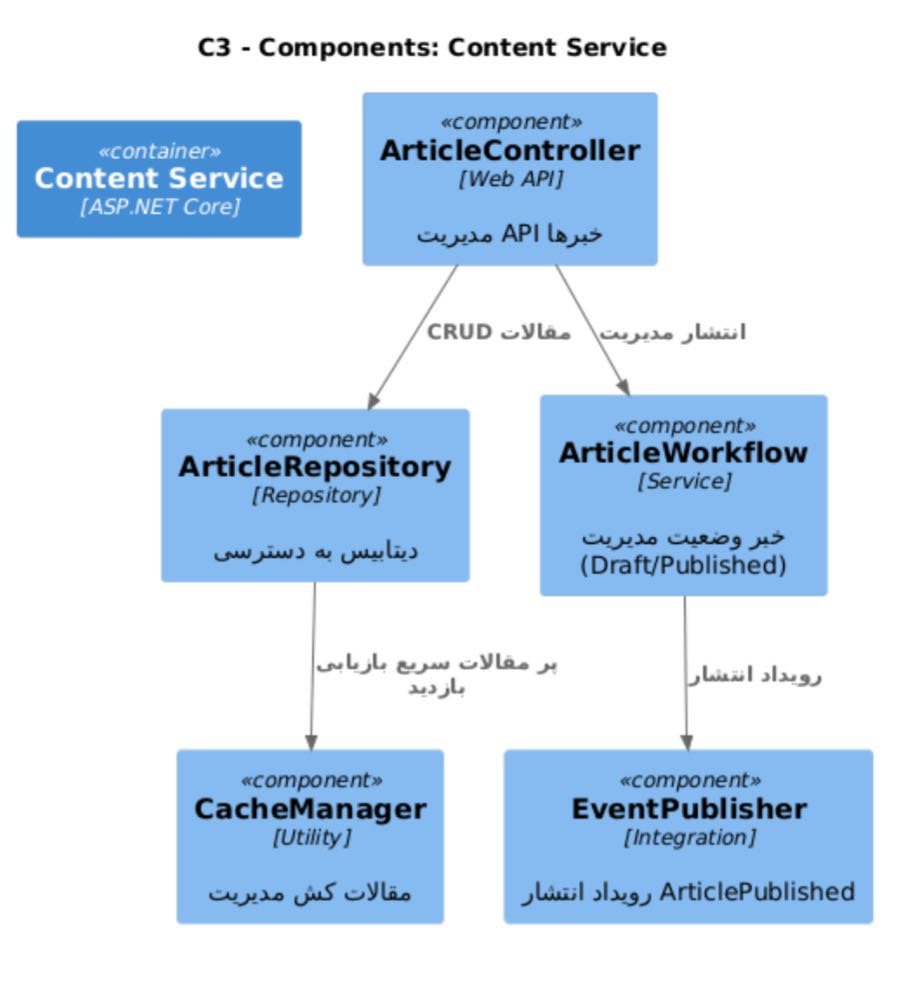 C3 - Components: Content Service
«container»
Content Service
[ASP.NET Core]
«component»
ArticleController
[Web API]
خبرها API مدیریت
مقالات CRUD
انتشار مدیریت
«component»
ArticleRepository
[Repository]
دیتابیس به دسترسی
«component»
ArticleWorkflow
[Service]
خبر وضعیت مدیریت
(Draft/Published)
پر مقالات سریع بازیابی
بازدید
رویداد انتشار
«component»
CacheManager
[Utility]
مقالات کش مدیریت
«component»
EventPublisher
[Integration]
ArticlePublished رویداد انتشار